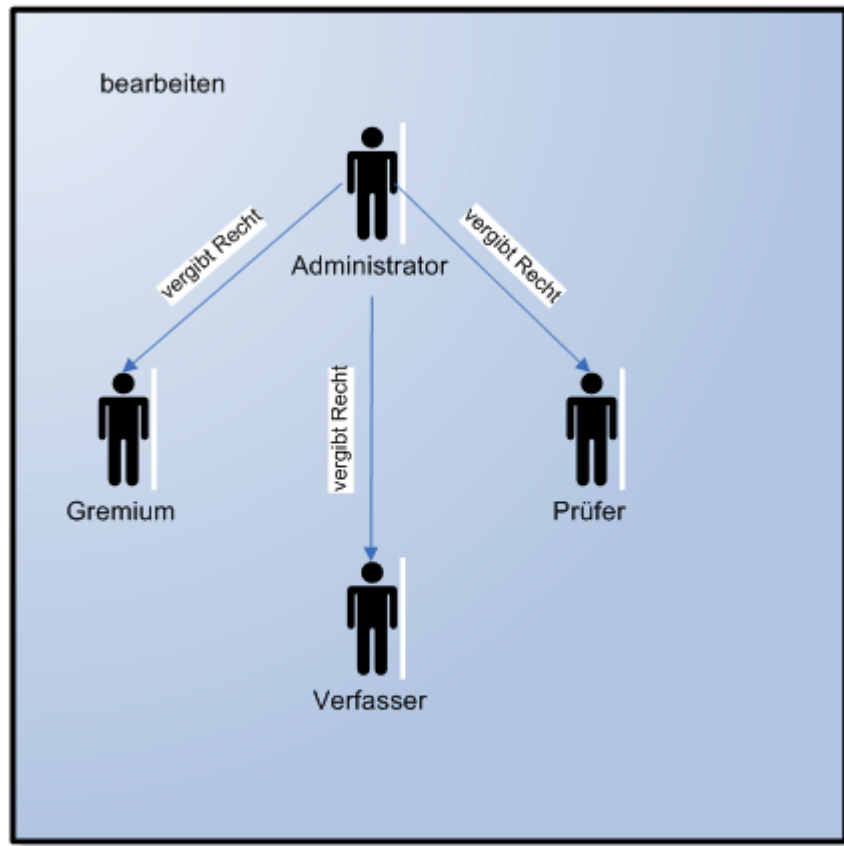 bearbeiten
Administrator
vergibt Recht
vergibt Recht
vergibt Recht
Gremium
Prüfer
Verfasser